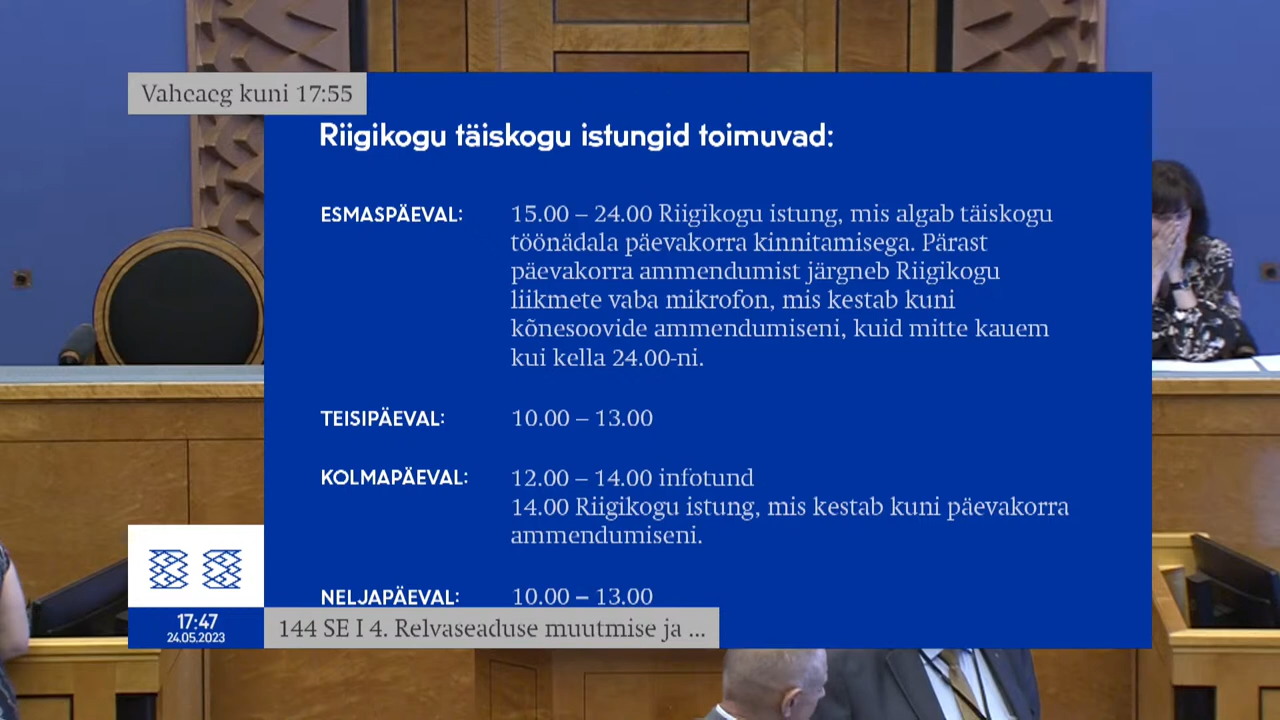 Vaheaeg kuni 17:55
Riigikogu täiskogu istungid toimuvad:
ESMASPÄEVAL:
15.00 – 24.00 Riigikogu istung, mis algab täiskogu
töönädala päevakorra kinnitamisega. Pärast
päevakorra ammendumist järgneb Riigikogu
liikmete vaba mikrofon, mis kestab kuni
kõnesoovide ammendumiseni, kuid mitte kauem
kui kella 24.00-ni.
TEISIPÄEVAL:
10.00 – 13.00
KOLMAPÄEVAL:
12.00 – 14.00 infotund
14.00 Riigikogu istung, mis kestab kuni päevakorra
ammendumiseni.
NELJAPÄEVAL:
10.00 – 13.00
17:47
24.05.2023
144 SE I 4. Relvaseaduse muutmise ja ...